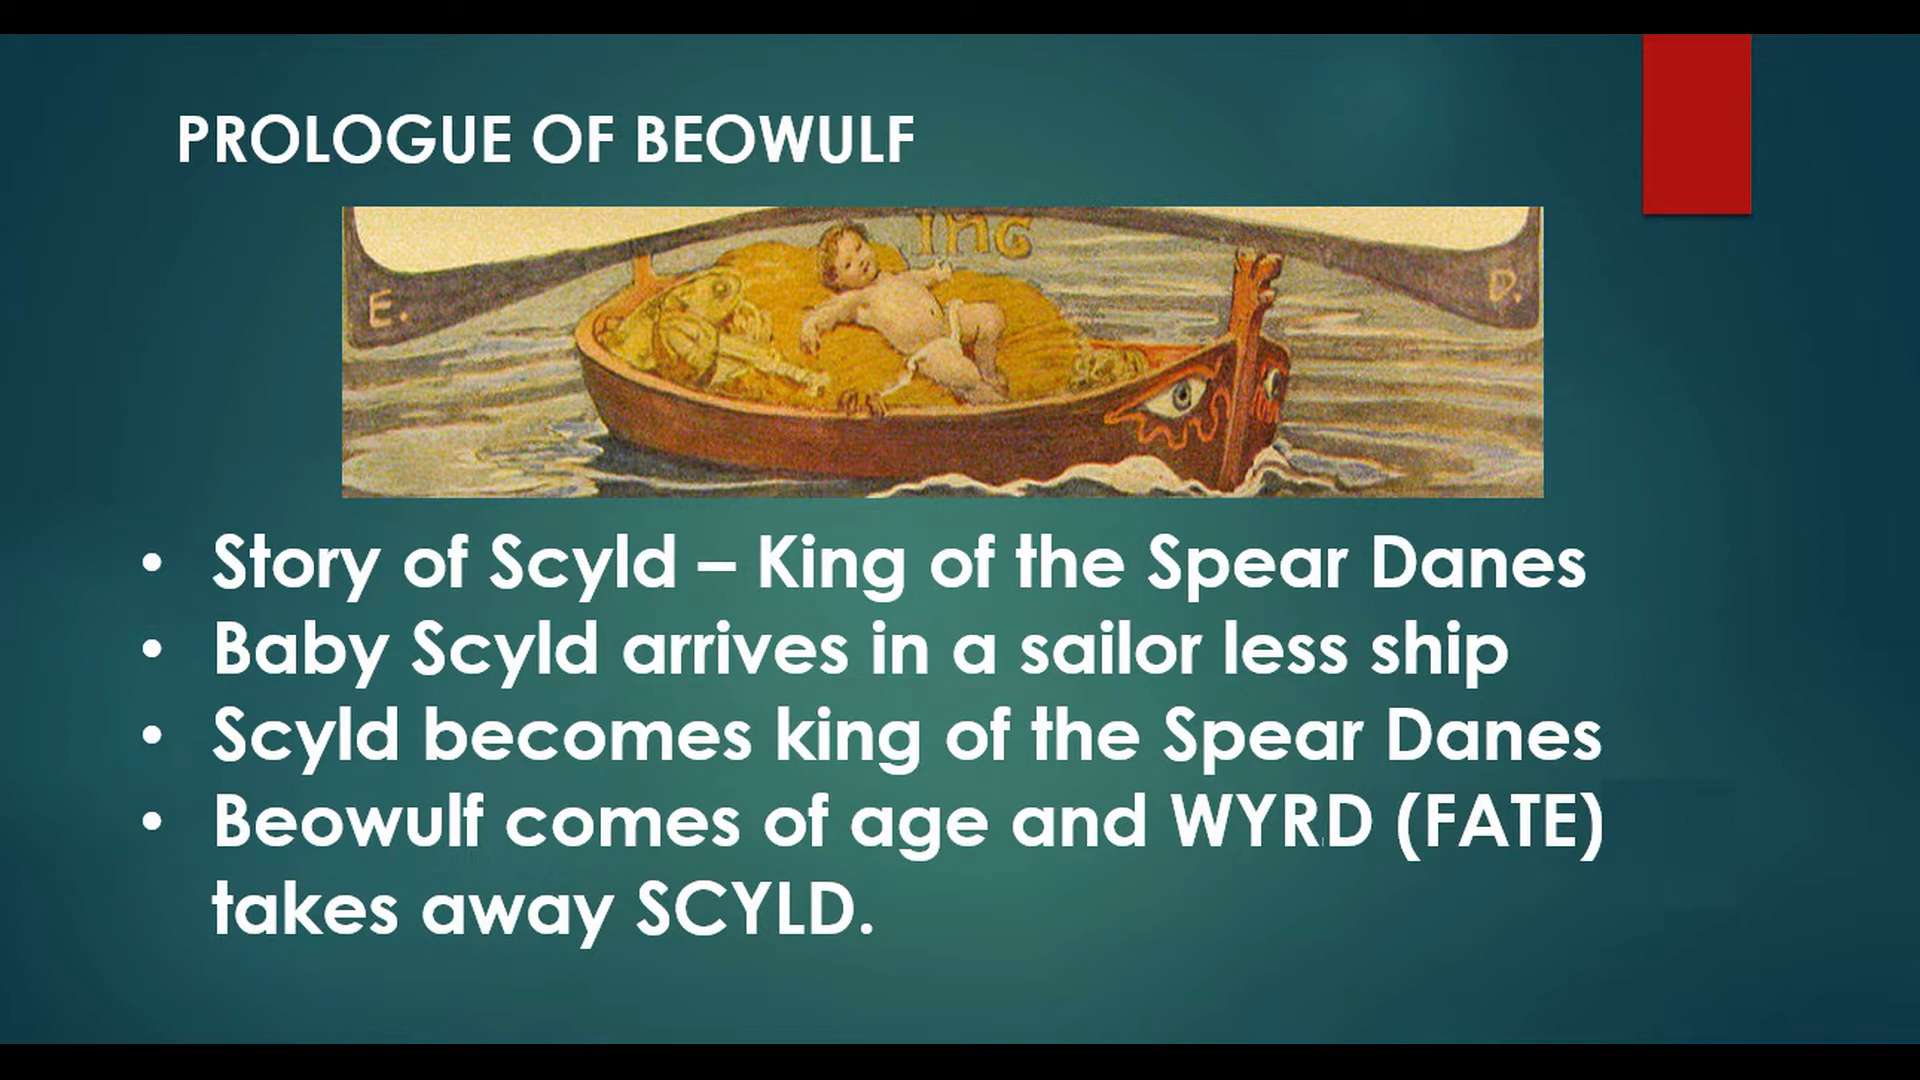 PROLOGUE OF BEOWULF
ING
E.
D.
• Story of Scyld – King of the Spear Danes
• Baby Scyld arrives in a sailor less ship
• Scyld becomes king of the Spear Danes
• Beowulf comes of age and WYRD (FATE)
takes away SCYLD.